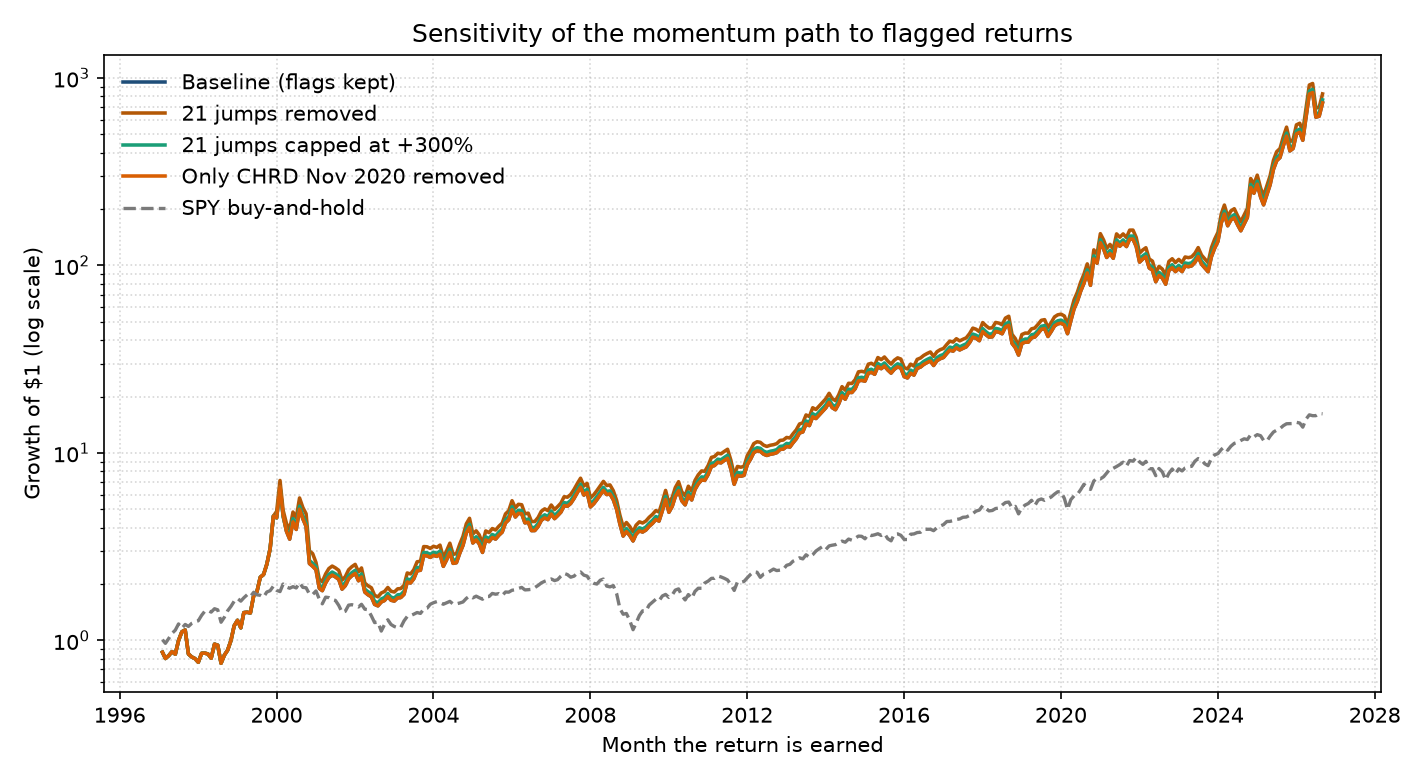 Sensitivity of the momentum path to flagged returns
Growth of $1 (log scale)
10³
10²
10¹
10⁰
Baseline (flags kept)
21 jumps removed
21 jumps capped at +300%
Only CHRD Nov 2020 removed
SPY buy-and-hold
1996 2000 2004 2008 2012 2016 2020 2024 2028
Month the return is earned